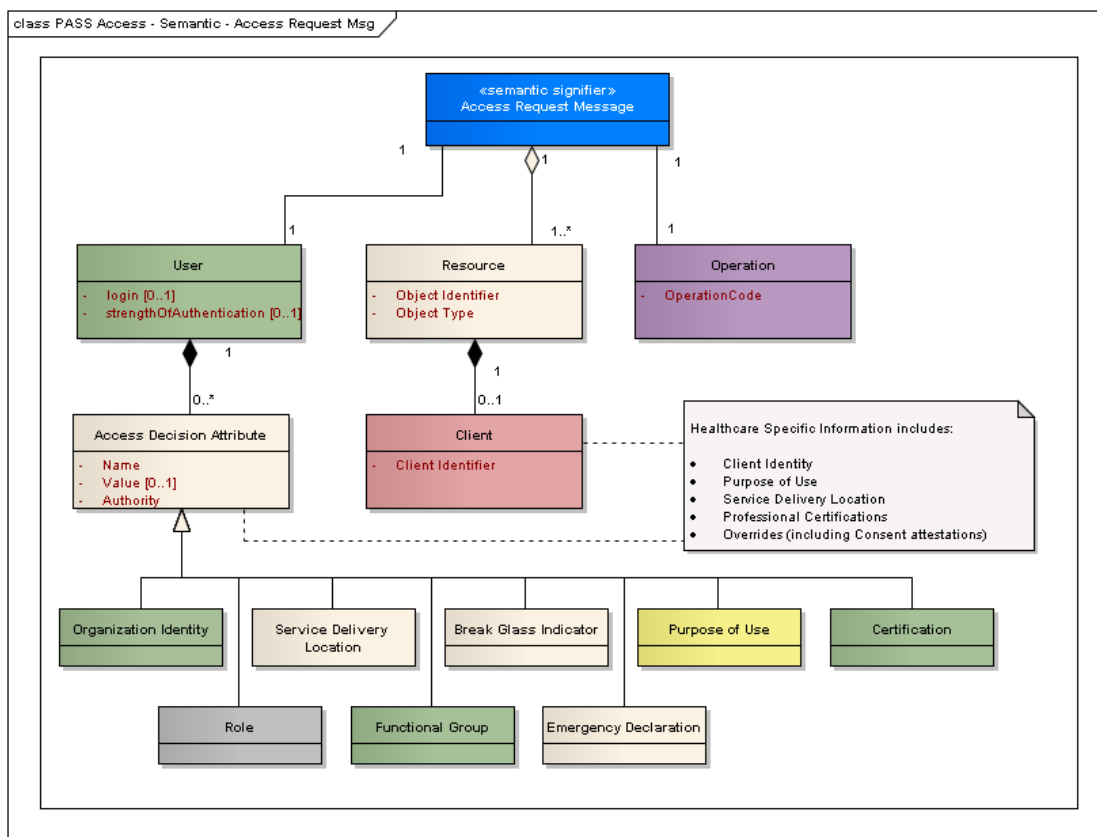 class PASS Access - Semantic - Access Request Msg
«semantic signifier»
Access Request Message
1
1
1
1
1..*
1
User
- login [0..1]
- strengthOfAuthentication [0..1]
Resource
- Object Identifier
- Object Type
Operation
- OperationCode
1
0..*
1
0..1
Access Decision Attribute
- Name
- Value [0..1]
- Authority
Client
- Client Identifier
Healthcare Specific Information includes:
• Client Identity
• Purpose of Use
• Service Delivery Location
• Professional Certifications
• Overrides (including Consent attestations)
Organization Identity
Service Delivery
Location
Break Glass Indicator
Purpose of Use
Certification
Role
Functional Group
Emergency Declaration